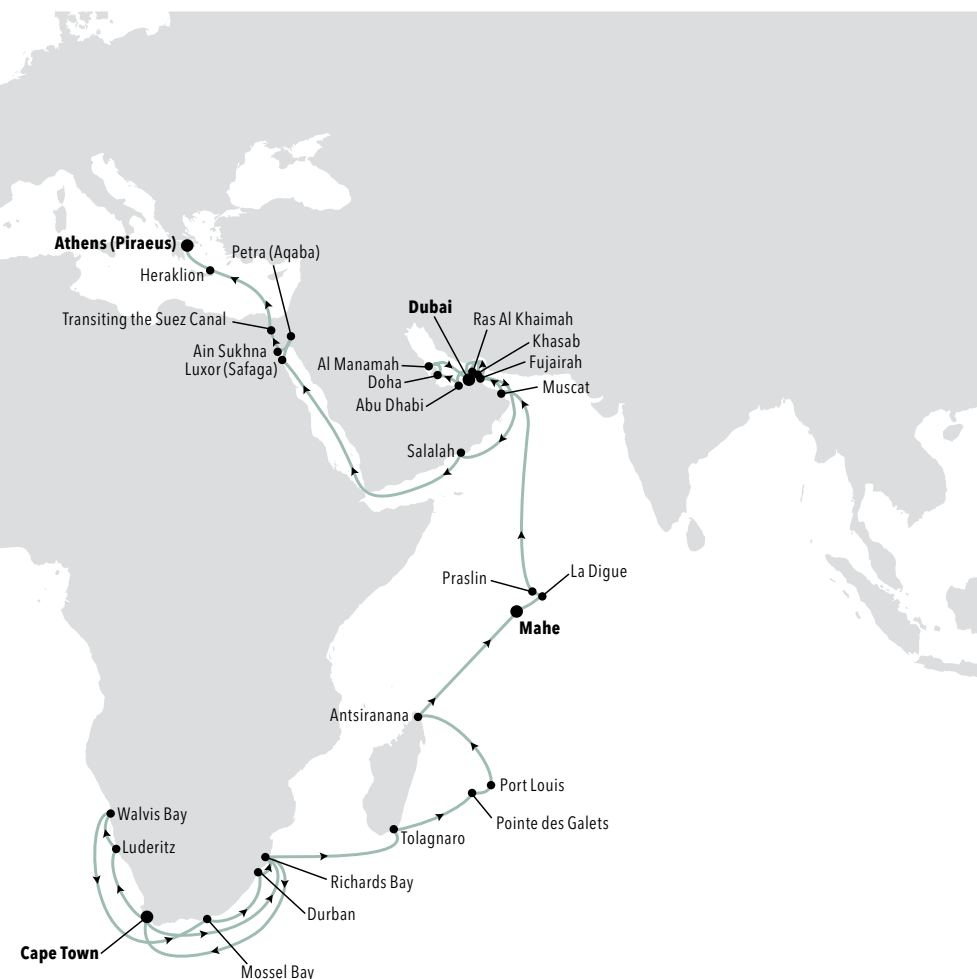 Athens (Piraeus)
Petra (Aqaba)
Heraklion
Dubai
Ras Al Khaimah
Transiting the Suez Canal
Khasab
Ain Sukhna
Al Manamah
Fujairah
Luxor (Safaga)
Doha
Muscat
Abu Dhabi
Salalah
La Digue
Praslin
Mahe
Antsiranana
Port Louis
Walvis Bay
Pointe des Galets
Tolagnaro
Luderitz
Richards Bay
Durban
Cape Town
Mossel Bay